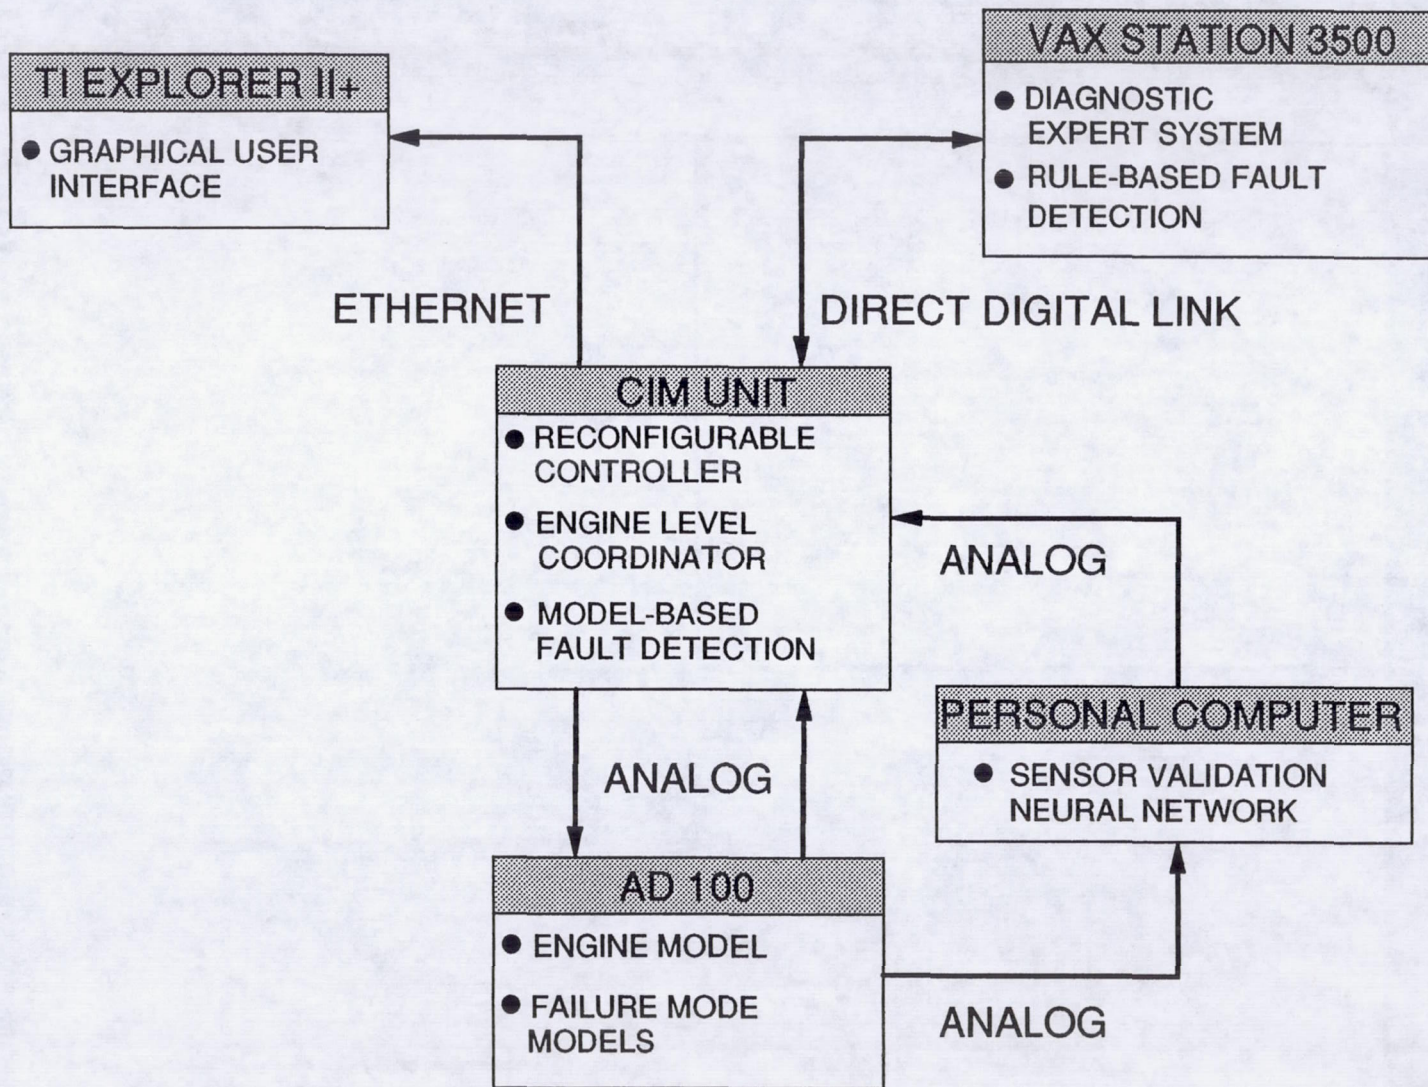 TI EXPLORER II+
● GRAPHICAL USER
INTERFACE
VAX STATION 3500
● DIAGNOSTIC
EXPERT SYSTEM
● RULE-BASED FAULT
DETECTION
ETHERNET
DIRECT DIGITAL LINK
CIM UNIT
● RECONFIGURABLE
CONTROLLER
● ENGINE LEVEL
COORDINATOR
● MODEL-BASED
FAULT DETECTION
ANALOG
PERSONAL COMPUTER
● SENSOR VALIDATION
NEURAL NETWORK
ANALOG
AD 100
● ENGINE MODEL
● FAILURE MODE
MODELS
ANALOG